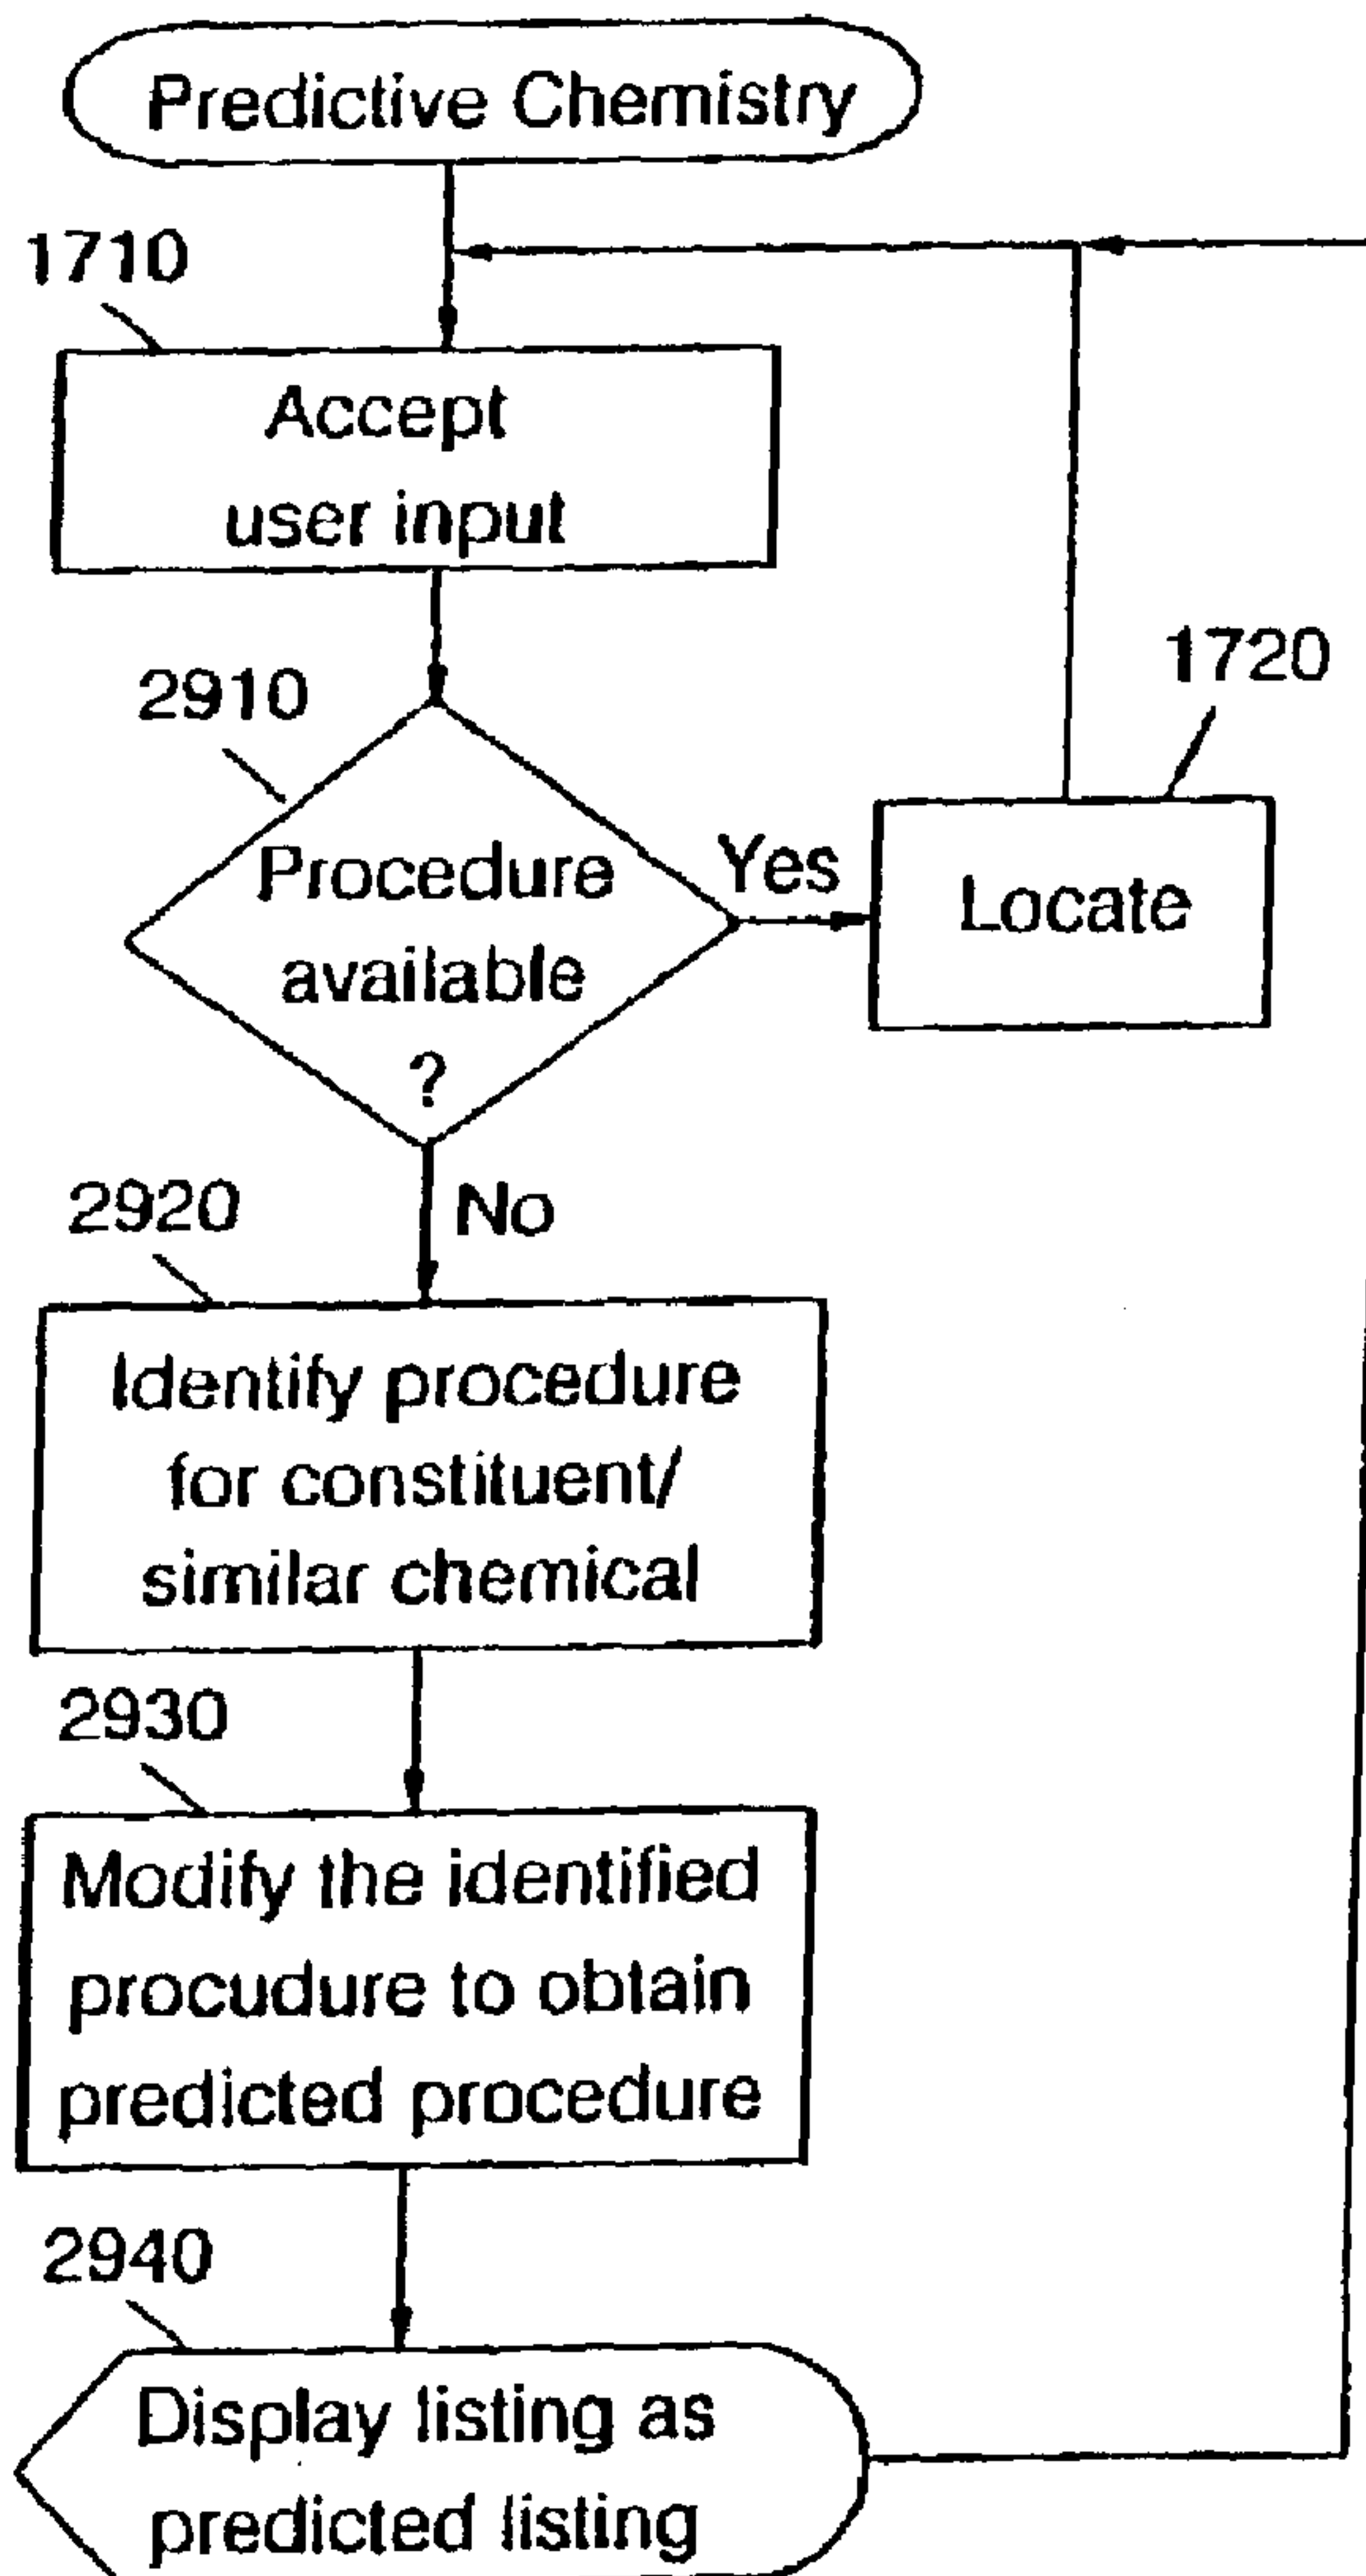 Predictive Chemistry
1710
Accept
user input
2910
1720
Procedure
available
?
Yes
Locate
2920
No
Identify procedure
for constituent/
similar chemical
2930
Modify the identified
procudure to obtain
predicted procedure
2940
Display listing as
predicted listing